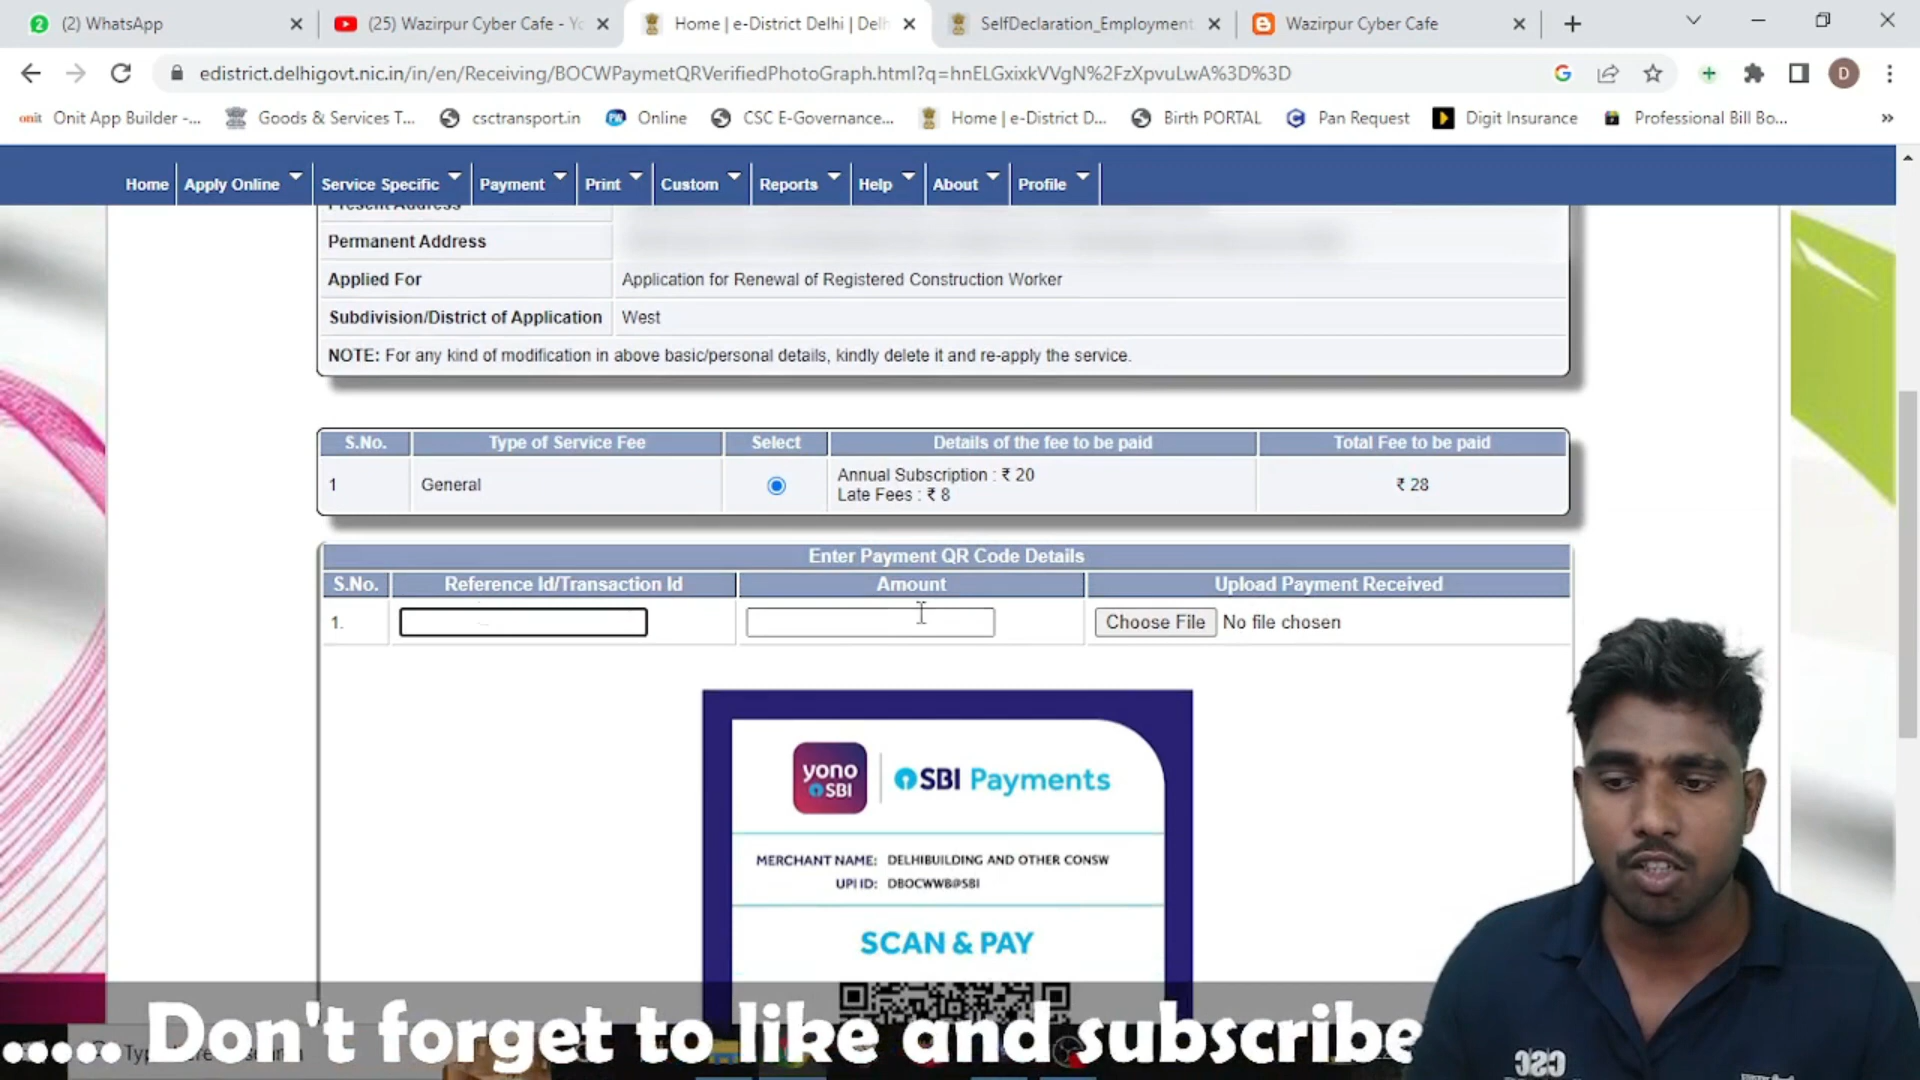 (2) WhatsApp
(25) Wazirpur Cyber Cafe - Yo
Home | e-District Delhi | Delh
SelfDeclaration_Employment
Wazirpur Cyber Cafe
edistrict.delhigovt.nic.in/in/en/Receiving/BOCWPaymetQRVerifiedPhotoGraph.html?q=hnELGxixkVVgN%2FzXpvuLwA%3D%3D
D
onit Onit App Builder -...
Goods & Services T...
csctransport.in
PW Online
CSC E-Governance...
Home | e-District D...
Birth PORTAL
Pan Request
Digit Insurance
Professional Bill Bo...
»
Home
Apply Online
Service Specific
Payment
Print
Custom
Reports
Help
About
Profile
Present Address
Permanent Address
Applied For Application for Renewal of Registered Construction Worker
Subdivision/District of Application West
NOTE: For any kind of modification in above basic/personal details, kindly delete it and re-apply the service.
S.No. Type of Service Fee Select Details of the fee to be paid Total Fee to be paid
1 General Annual Subscription : ₹ 20
Late Fees : ₹ 8
₹ 28
Enter Payment QR Code Details
S.No. Reference Id/Transaction Id Amount Upload Payment Received
1. Choose File No file chosen
yono
SBI
SBI Payments
MERCHANT NAME: DELHIBUILDING AND OTHER CONSW
UPI ID: DBOCWWB@SBI
SCAN & PAY
..... Don't forget to like and subscribe
CSC